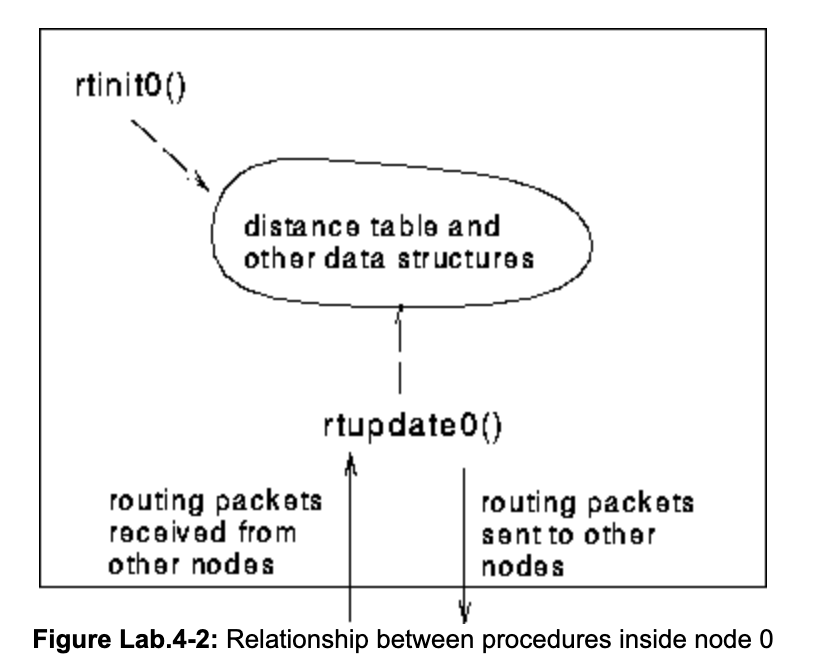 rtinit0()
distance table and
other data structures
rtupdate0()
routing packets
received from
other nodes
routing packets
sent to other
nodes
Figure Lab.4-2: Relationship between procedures inside node 0